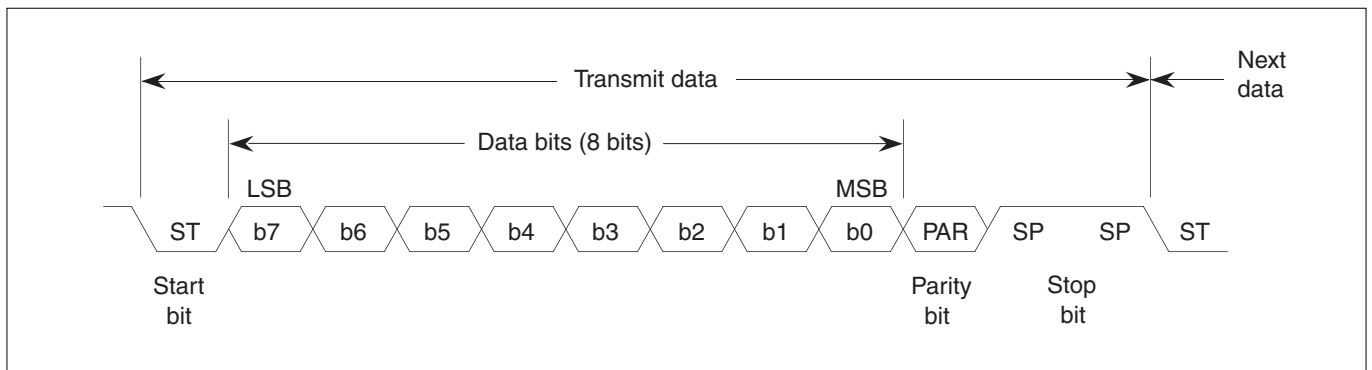 Transmit data
Next
data
Data bits (8 bits)
LSB
MSB
ST b7 b6 b5 b4 b3 b2 b1 b0 PAR SP SP ST
Start
bit
Parity
bit
Stop
bit